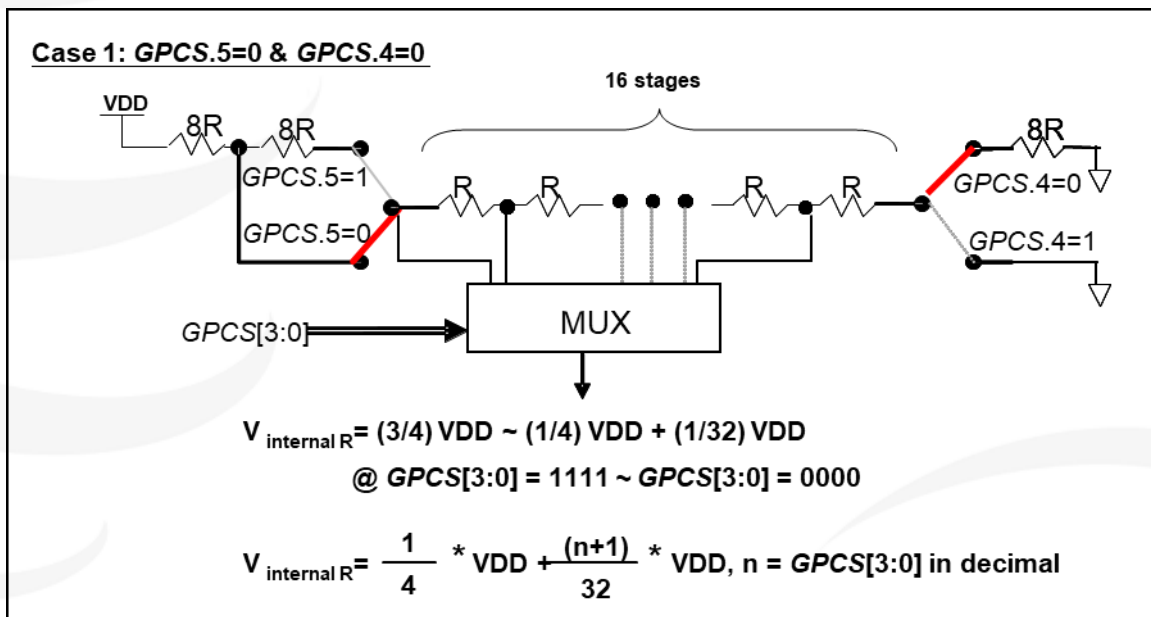 Case 1: GPCS.5=0 & GPCS.4=0
16 stages
VDD
8R
8R
8R
GPCS.5=1
R
R
R
R
GPCS.4=0
GPCS.5=0
GPCS.4=1
GPCS[3:0]
MUX
V internal R= (3/4) VDD ~ (1/4) VDD + (1/32) VDD
@ GPCS[3:0] = 1111 ~ GPCS[3:0] = 0000
V internal R= 1/4 * VDD + (n+1)/32 * VDD, n = GPCS[3:0] in decimal